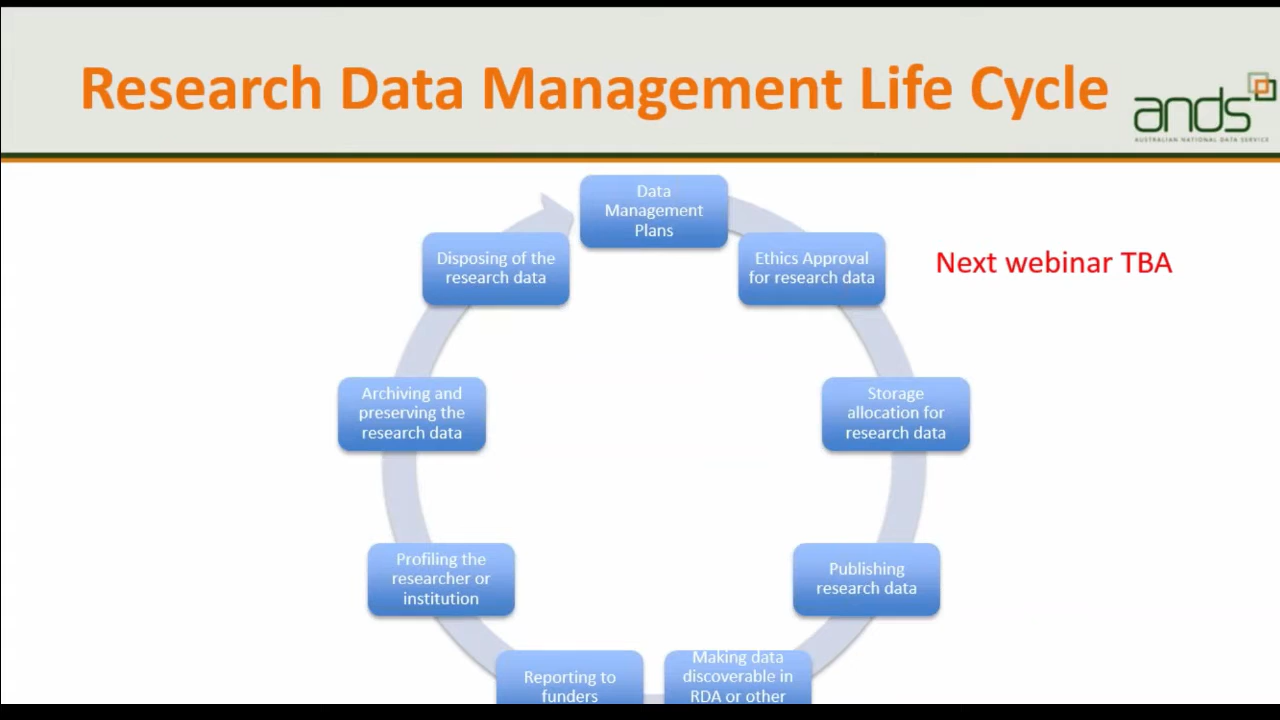 Research Data Management Life Cycle
ands
AUSTRALIAN NATIONAL DATA SERVICE
Data
Management
Plans
Ethics Approval
for research data
Next webinar TBA
Storage
allocation for
research data
Publishing
research data
Making data
discoverable in
RDA or other
Reporting to
funders
Profiling the
researcher or
institution
Archiving and
preserving the
research data
Disposing of the
research data